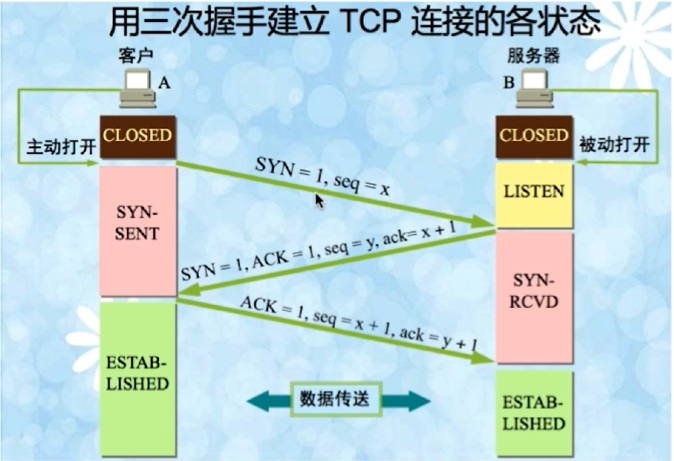 用三次握手建立 TCP 连接的各状态
客户
服务器
A
B
主动打开
CLOSED
CLOSED
被动打开
SYN = 1, seq = x
LISTEN
SYN-
SENT
SYN = 1, ACK = 1, seq = y, ack= x + 1
SYN-
RCVD
ACK = 1, seq = x + 1, ack = y + 1
ESTAB-
LISHED
数据传送
ESTAB-
LISHED